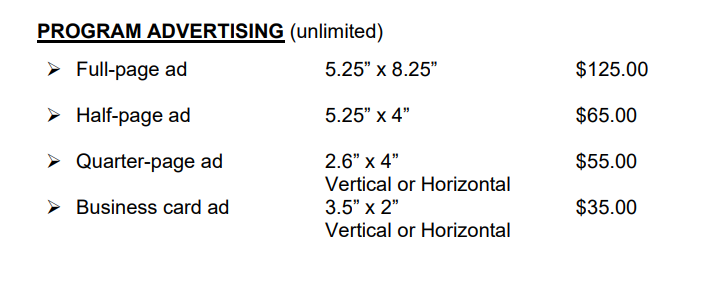 PROGRAM ADVERTISING (unlimited)
➢ Full-page ad 5.25” x 8.25” $125.00
➢ Half-page ad 5.25” x 4” $65.00
➢ Quarter-page ad 2.6” x 4” $55.00
Vertical or Horizontal
➢ Business card ad 3.5” x 2” $35.00
Vertical or Horizontal